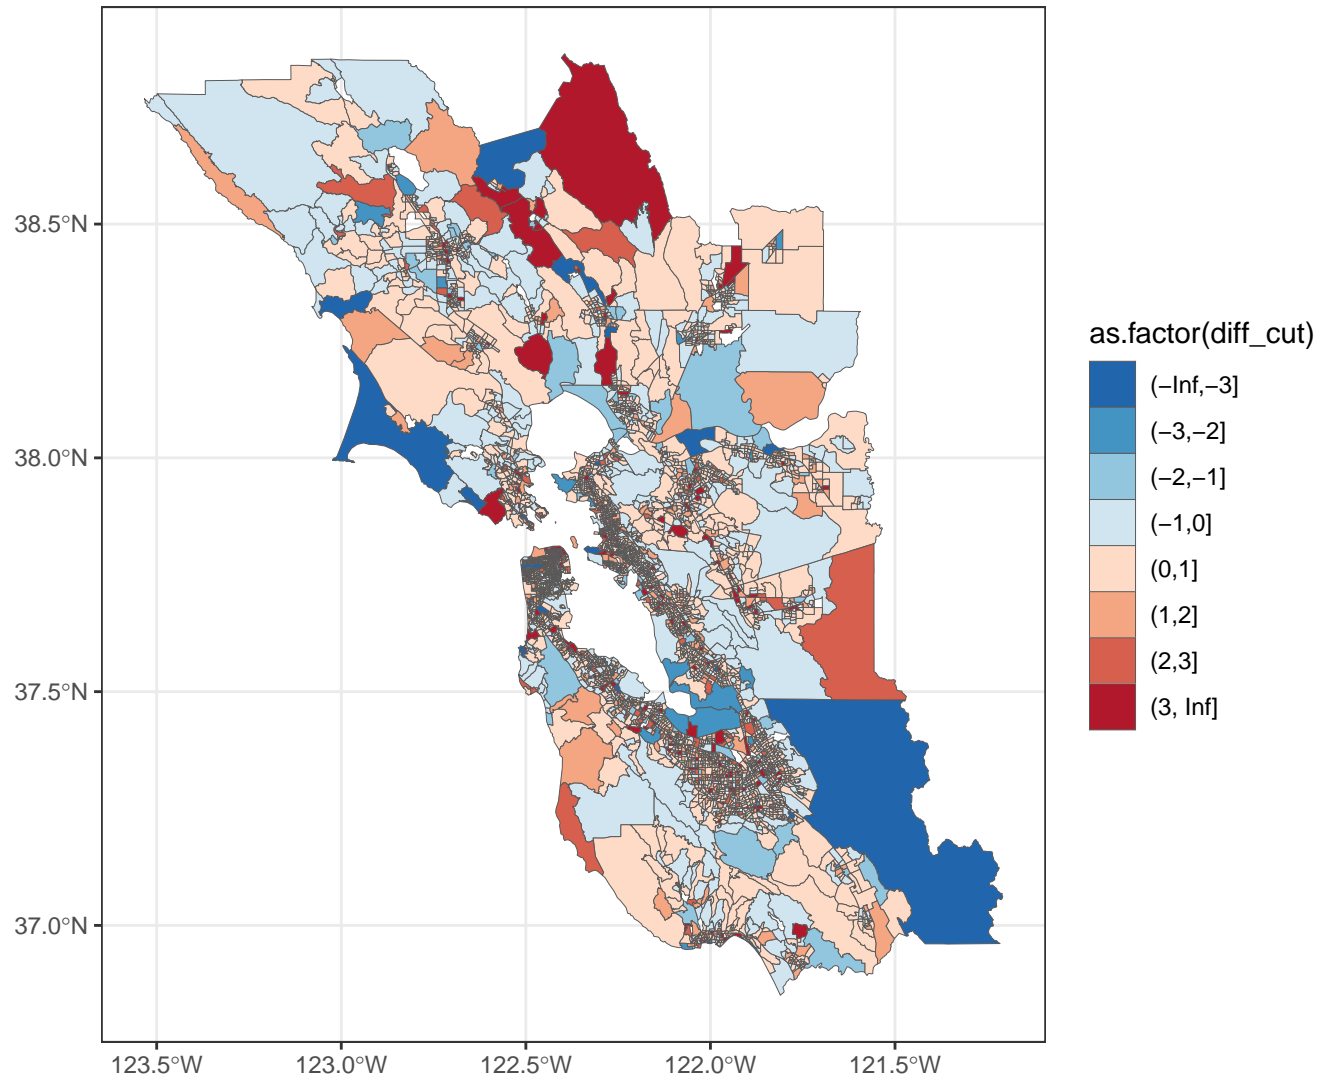 38.5°N
38.0°N
37.5°N
37.0°N
123.5°W
123.0°W
122.5°W
122.0°W
121.5°W
as.factor(diff_cut)
(−Inf,−3]
(−3,−2]
(−2,−1]
(−1,0]
(0,1]
(1,2]
(2,3]
(3, Inf]